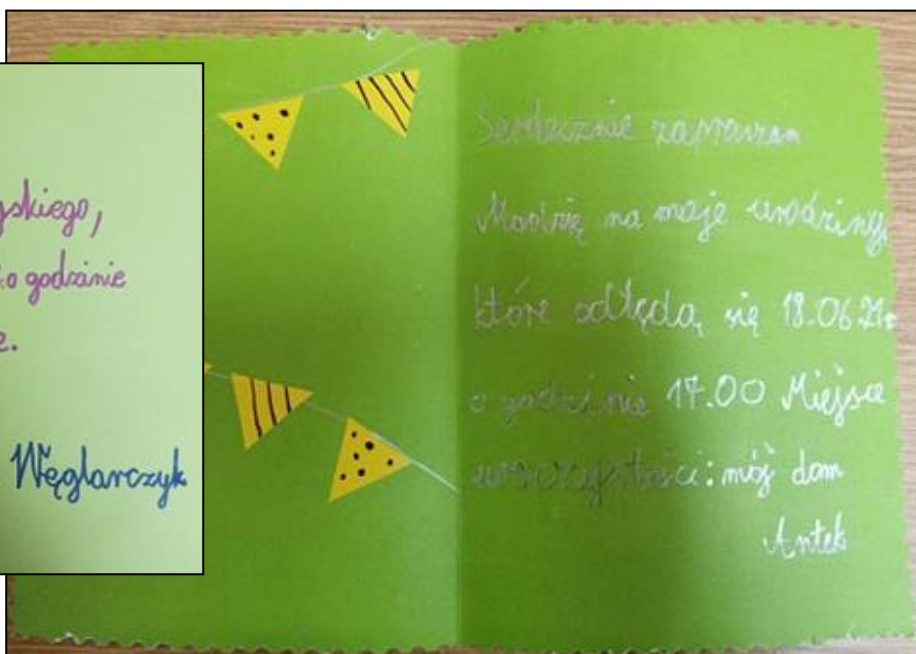 skiego,
o godzinie
e.
Węglarczyk
Serdecznie zapraszam
na moje urodziny,
które odbędą się 18.06.21r.
o godzinie 17.00 Miejsce
uroczystości: mój dom
Antek